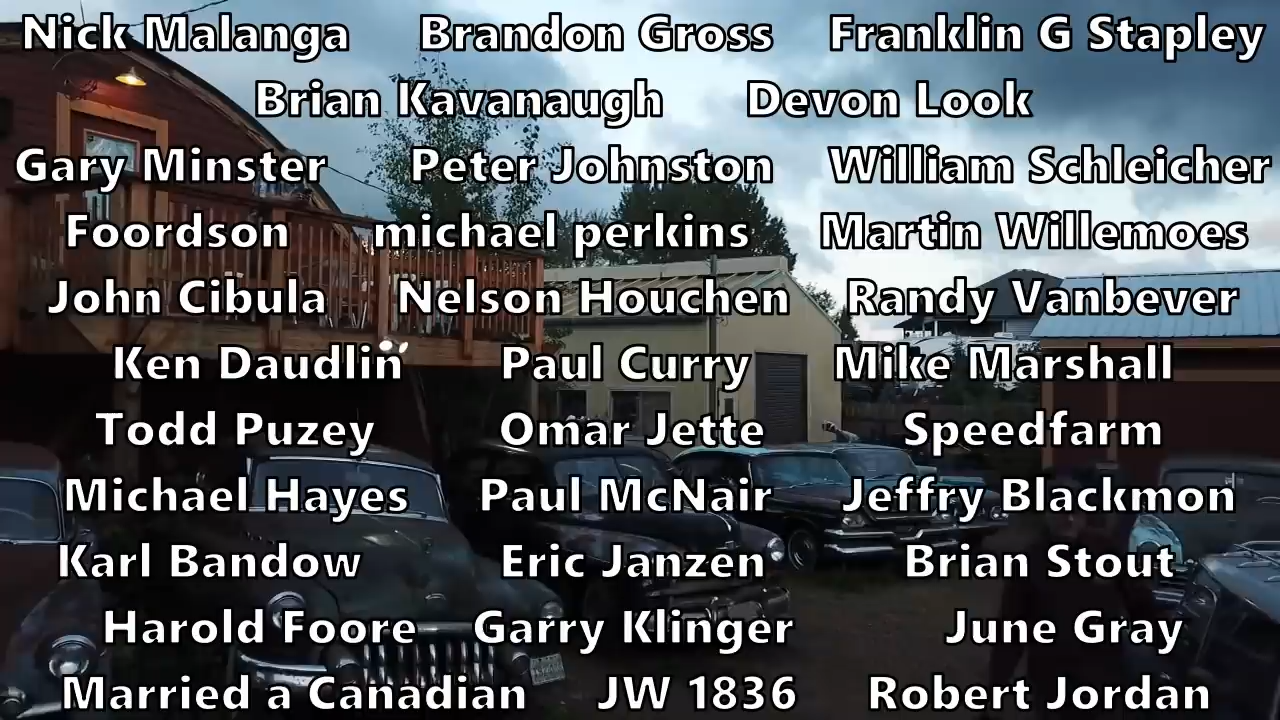 Nick Malanga Brandon Gross Franklin G Stapley
Brian Kavanaugh Devon Look
Gary Minster Peter Johnston William Schleicher
Foordson michael perkins Martin Willemoes
John Cibula Nelson Houchen Randy Vanbever
Ken Daudlin Paul Curry Mike Marshall
Todd Puzey Omar Jette Speedfarm
Michael Hayes Paul McNair Jeffry Blackmon
Karl Bandow Eric Janzen Brian Stout
Harold Foore Garry Klinger June Gray
Married a Canadian JW 1836 Robert Jordan